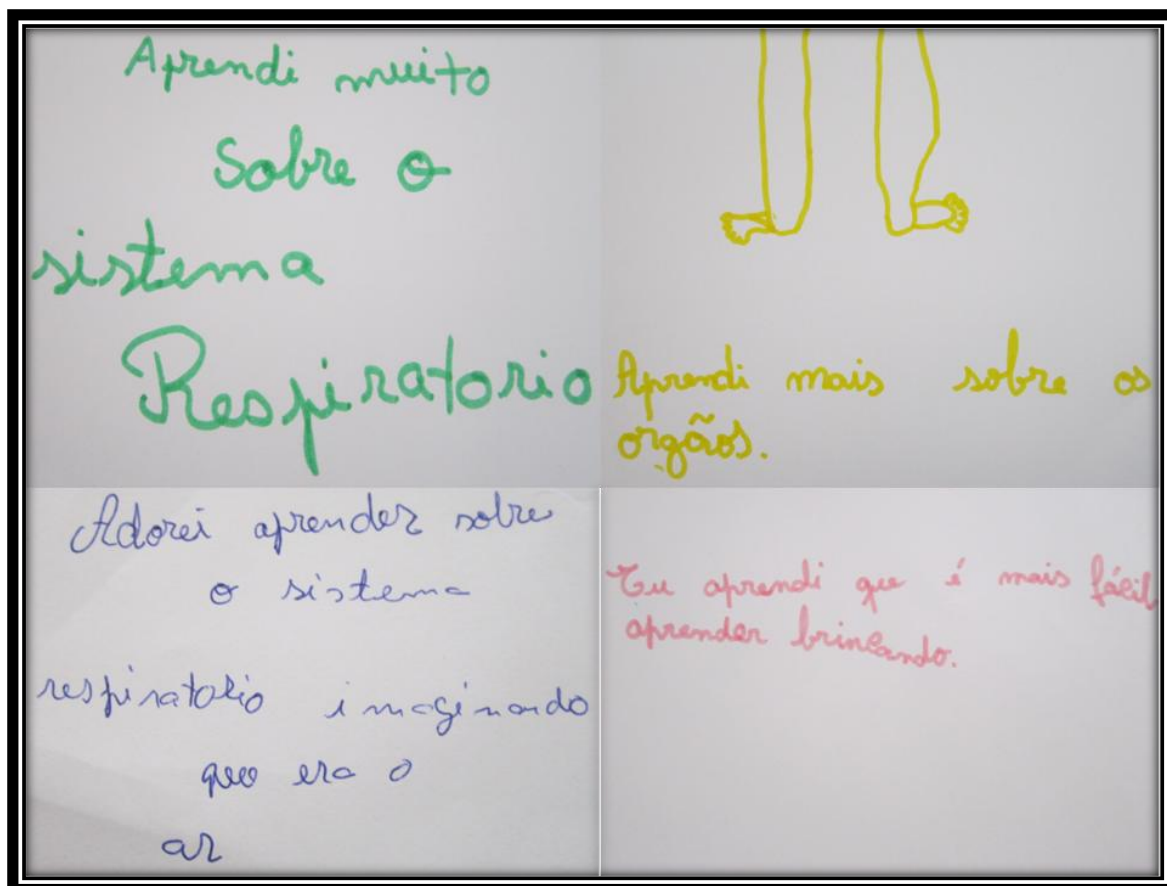 Aprendi muito
Sobre o
sistema
Respiratorio
Aprendi mais sobre os
orgãos.
Adorei aprender sobre
o sistema
respiratorio imaginando
que era o
ar
Eu aprendi que é mais fácil
aprender brincando.